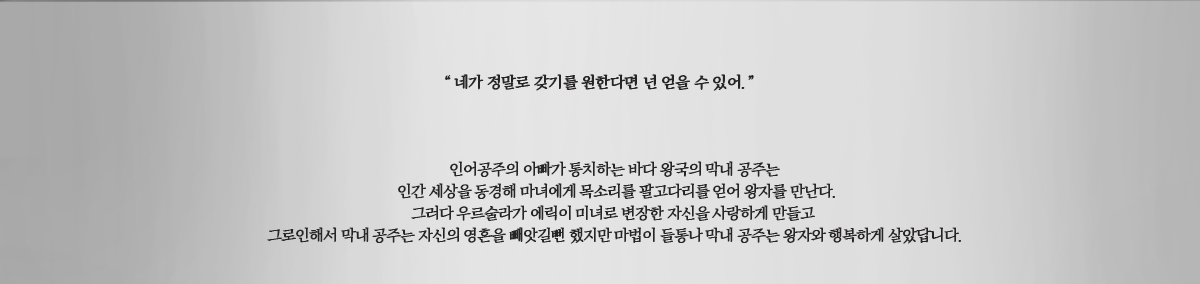 “ 네가 정말로 갖기를 원한다면 넌 얻을 수 있어. ”
인어공주의 아빠가 통치하는 바다 왕국의 막내 공주는
인간 세상을 동경해 마녀에게 목소리를 팔고다리를 얻어 왕자를 만난다.
그러다 우르술라가 에릭이 미녀로 변장한 자신을 사랑하게 만들고
그로인해서 막내 공주는 자신의 영혼을 빼앗길뻔 했지만 마법이 들통나 막내 공주는 왕자와 행복하게 살았답니다.